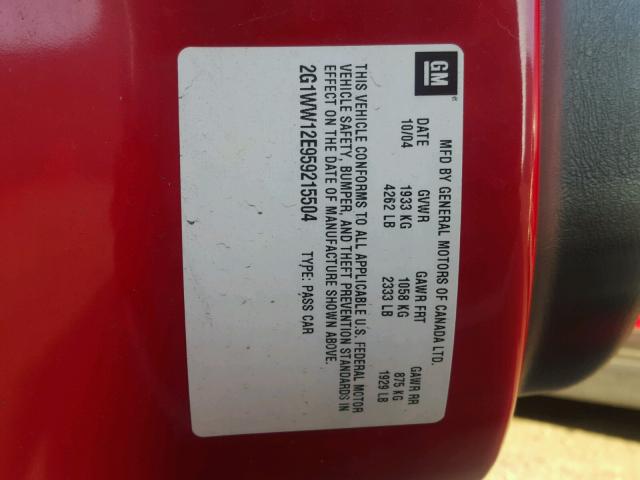 GM
MFD BY GENERAL MOTORS OF CANADA LTD.
DATE GVWR GAWR FRT GAWR RR
10/04 1933 KG 1058 KG 875 KG
4262 LB 2333 LB 1929 LB
THIS VEHICLE CONFORMS TO ALL APPLICABLE U.S. FEDERAL MOTOR
VEHICLE SAFETY, BUMPER, AND THEFT PREVENTION STANDARDS IN
EFFECT ON THE DATE OF MANUFACTURE SHOWN ABOVE.
2G1WW12E959215504 TYPE: PASS CAR